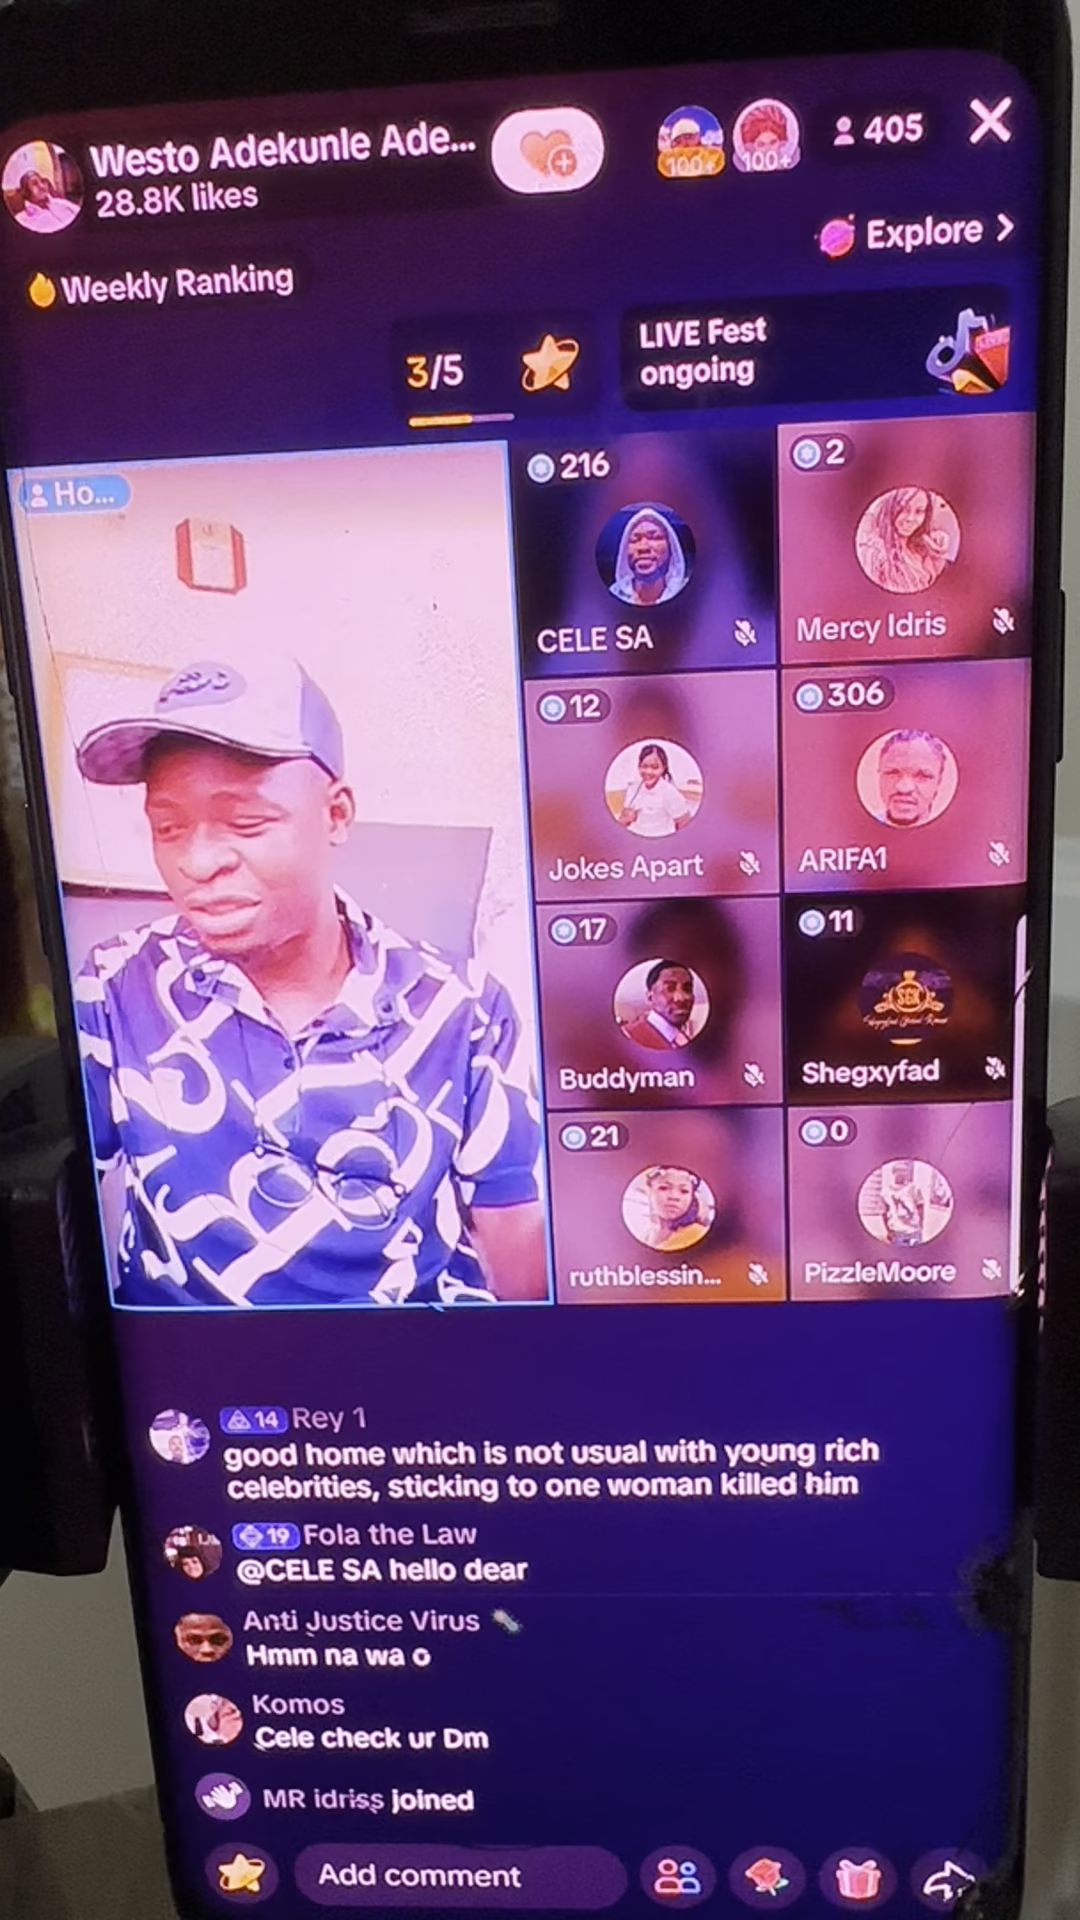 Westo Adekunle Ade...
28.8K likes
100+
100+
405
Explore >
Weekly Ranking
3/5
LIVE Fest
ongoing
Ho...
216
CELE SA
2
Mercy Idris
12
Jokes Apart
306
ARIFA1
17
Buddyman
11
SGK
Shegxyfad
21
ruthblessin...
0
PizzleMoore
14 Rey 1
good home which is not usual with young rich
celebrities, sticking to one woman killed him
19 Fola the Law
@CELE SA hello dear
Anti Justice Virus
Hmm na wa o
Komos
Cele check ur Dm
MR idriss joined
Add comment